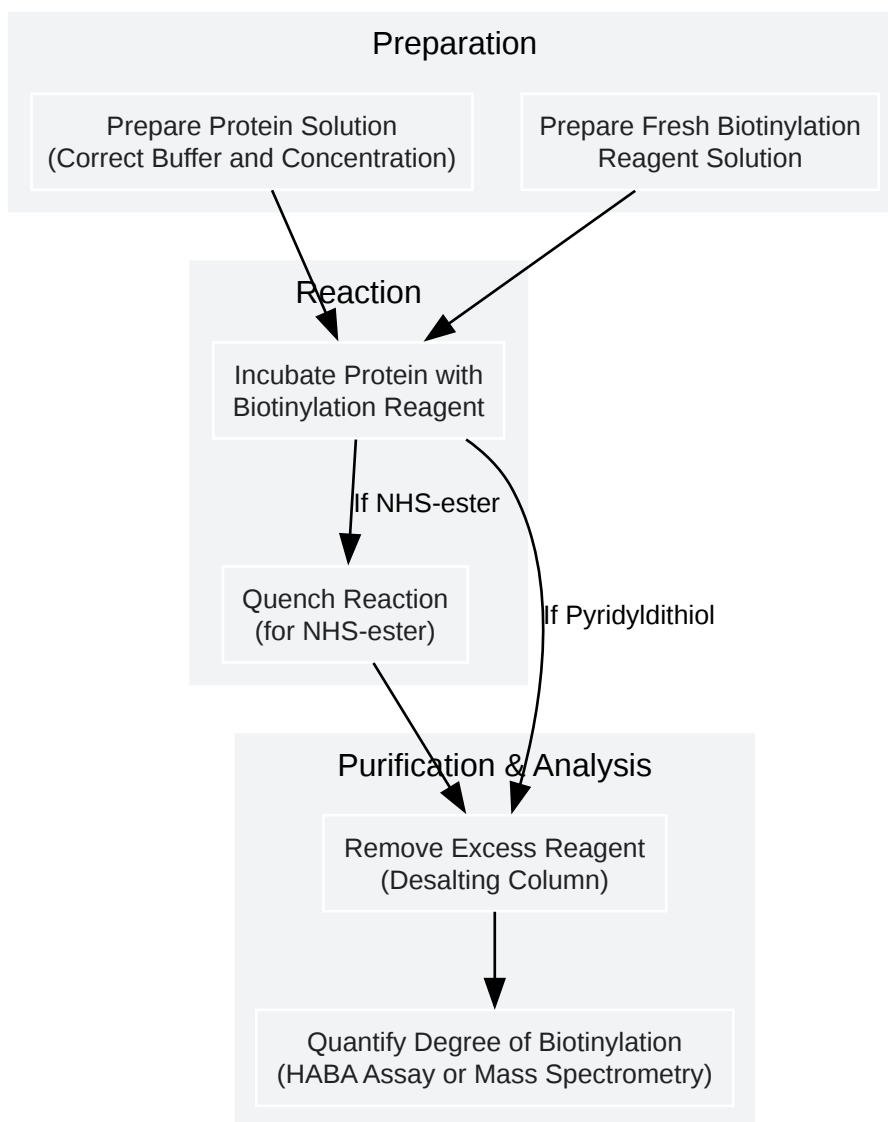 Preparation
Prepare Protein Solution
(Correct Buffer and Concentration)
Prepare Fresh Biotinylation
Reagent Solution
Reaction
Incubate Protein with
Biotinylation Reagent
If NHS-ester
Quench Reaction
(for NHS-ester)
If Pyridyldithiol
Purification & Analysis
Remove Excess Reagent
(Desalting Column)
Quantify Degree of Biotinylation
(HABA Assay or Mass Spectrometry)